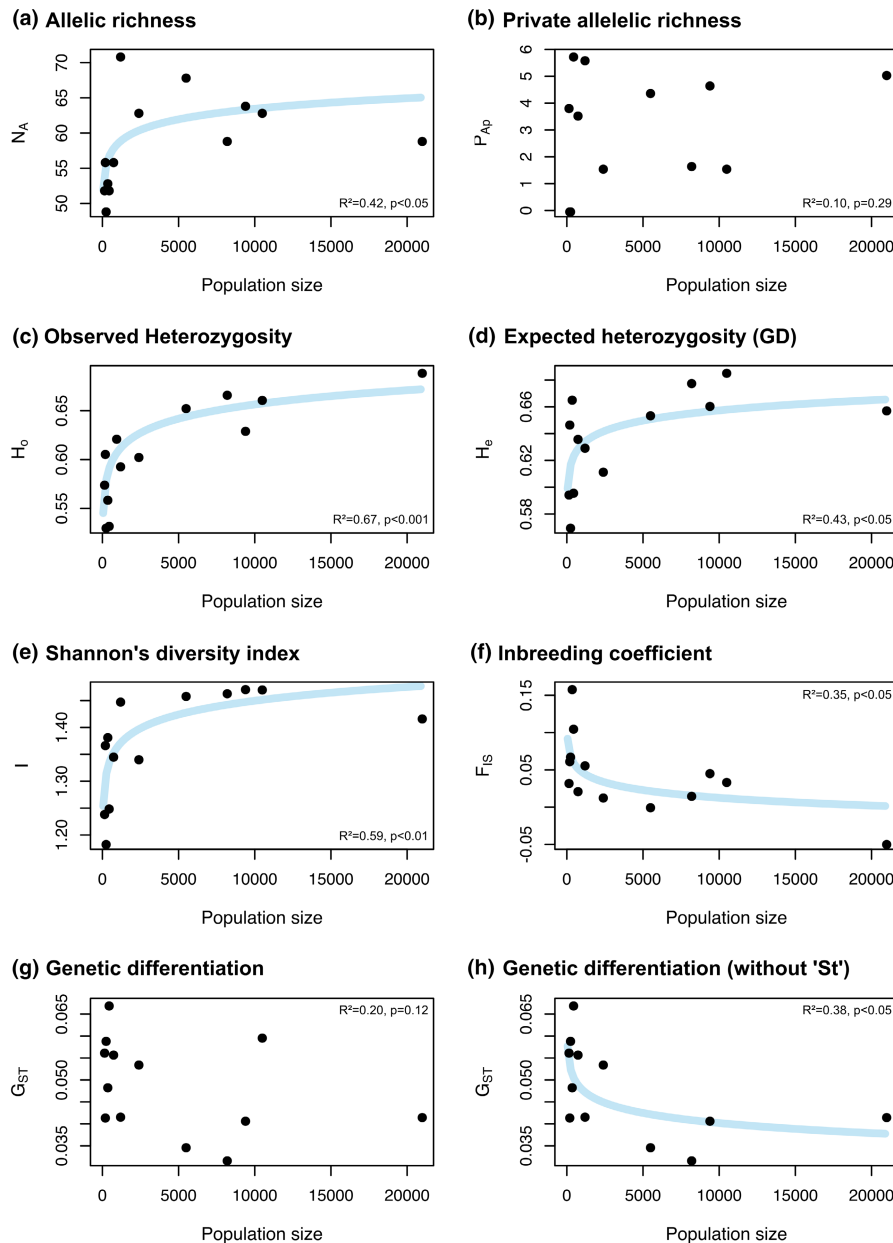 (a) Allelic richness
70
65
60
55
50
N_A
R²=0.42, p<0.05
0 5000 10000 15000 20000
Population size
(b) Private allelelic richness
6
5
4
3
2
1
0
P_Ap
R²=0.10, p=0.29
0 5000 10000 15000 20000
Population size
(c) Observed Heterozygosity
0.65
0.60
0.55
H_o
R²=0.67, p<0.001
0 5000 10000 15000 20000
Population size
(d) Expected heterozygosity (GD)
0.66
0.62
0.58
H_e
R²=0.43, p<0.05
0 5000 10000 15000 20000
Population size
(e) Shannon's diversity index
1.40
1.30
1.20
I
R²=0.59, p<0.01
0 5000 10000 15000 20000
Population size
(f) Inbreeding coefficient
R²=0.35, p<0.05
0.15
0.05
-0.05
F_IS
0 5000 10000 15000 20000
Population size
(g) Genetic differentiation
R²=0.20, p=0.12
0.065
0.050
0.035
G_ST
0 5000 10000 15000 20000
Population size
(h) Genetic differentiation (without 'St')
R²=0.38, p<0.05
0.065
0.050
0.035
G_ST
0 5000 10000 15000 20000
Population size